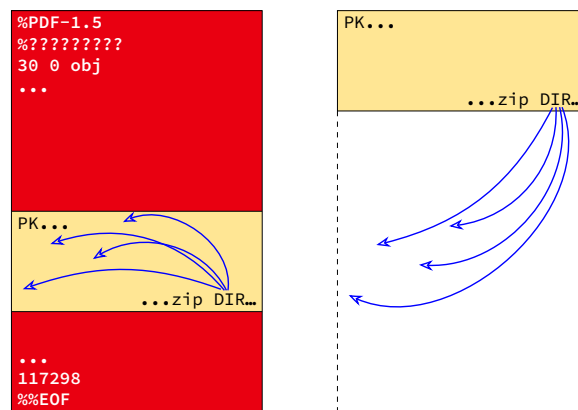 %PDF-1.5
%?????????
30 0 obj
...
PK...
...zip DIR…
...
117298
%%EOF
PK...
...zip DIR…